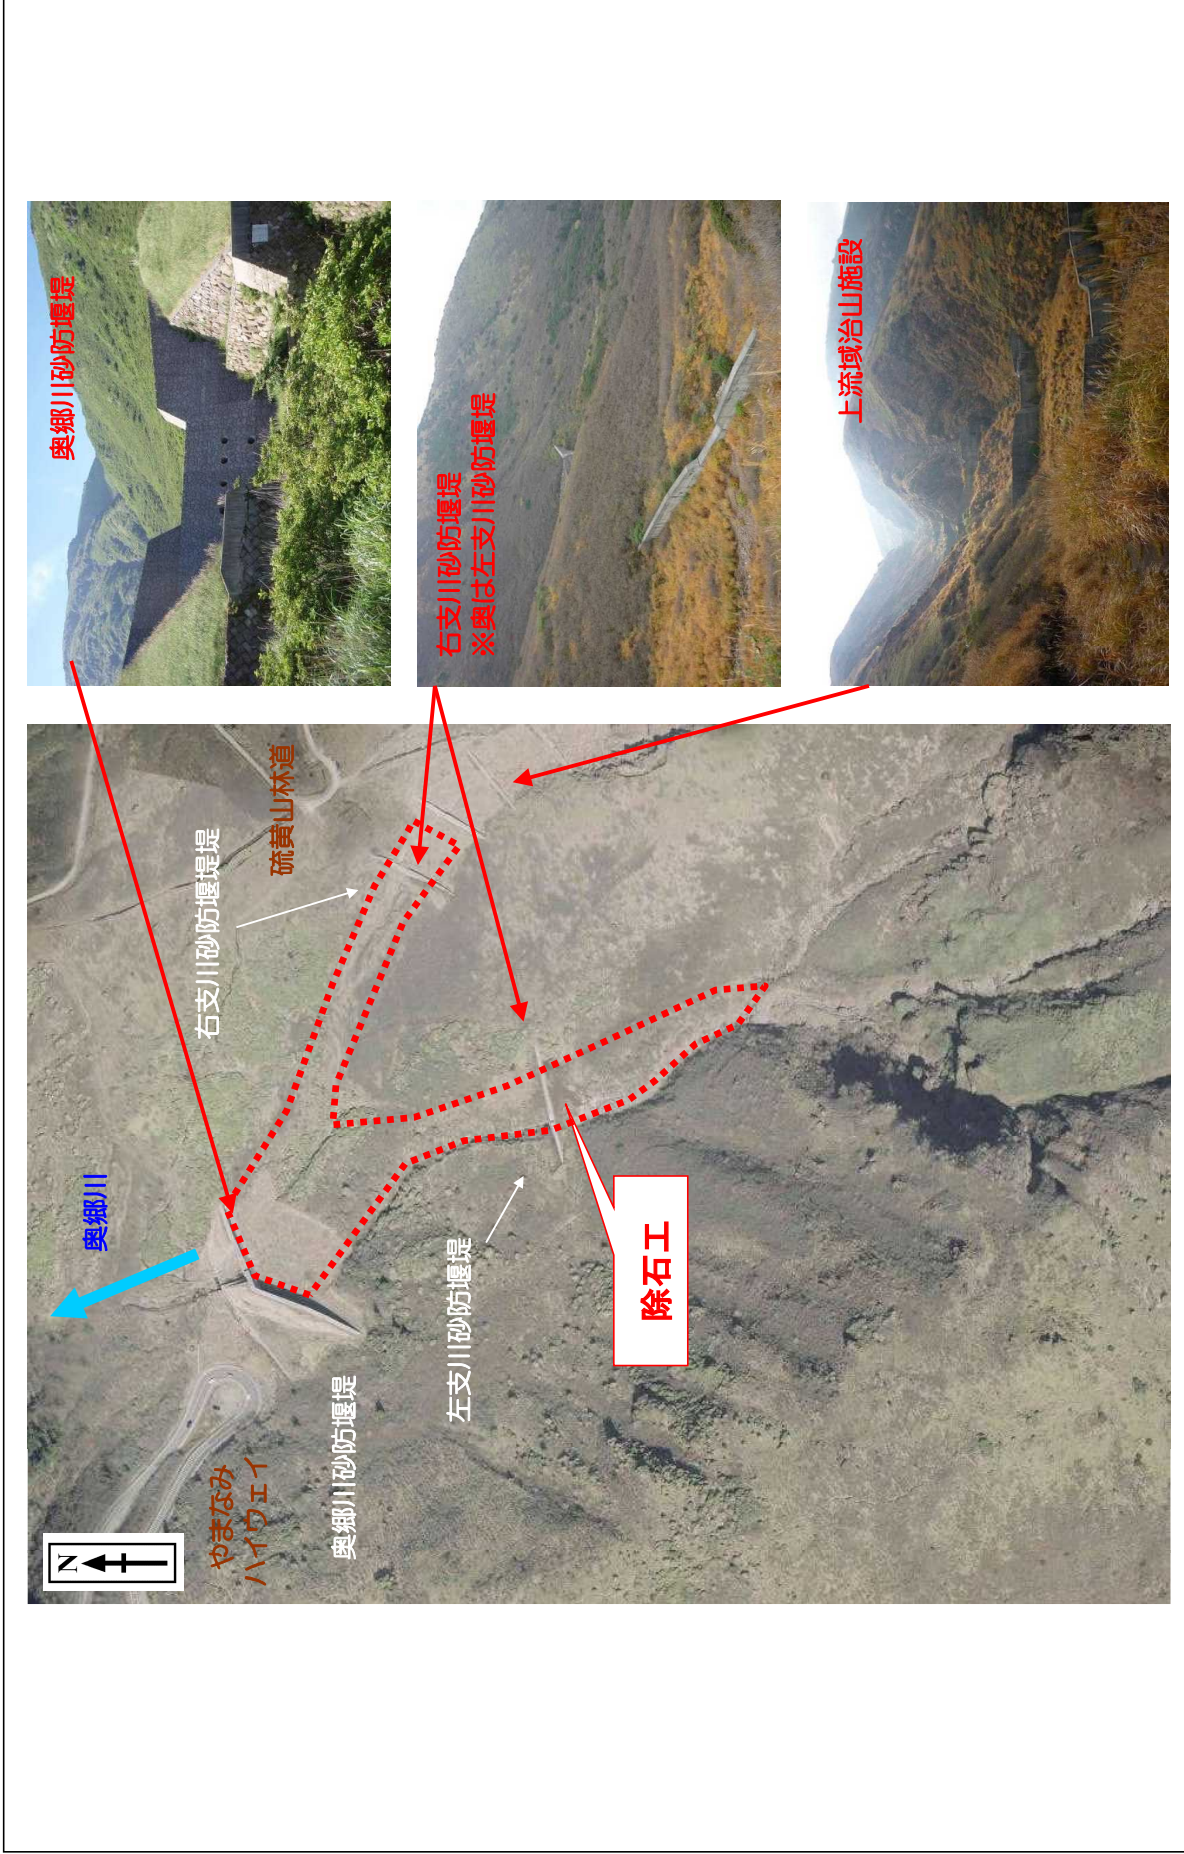 奥郷川砂防堰堤
右支川砂防堰堤
※奥は左支川砂防堰堤
上流域治山施設
N
奥郷川
右支川砂防堰堤堤
硫黄山林道
やまなみ
ハイウェイ
奥郷川砂防堰堤
左支川砂防堰堤
除石工